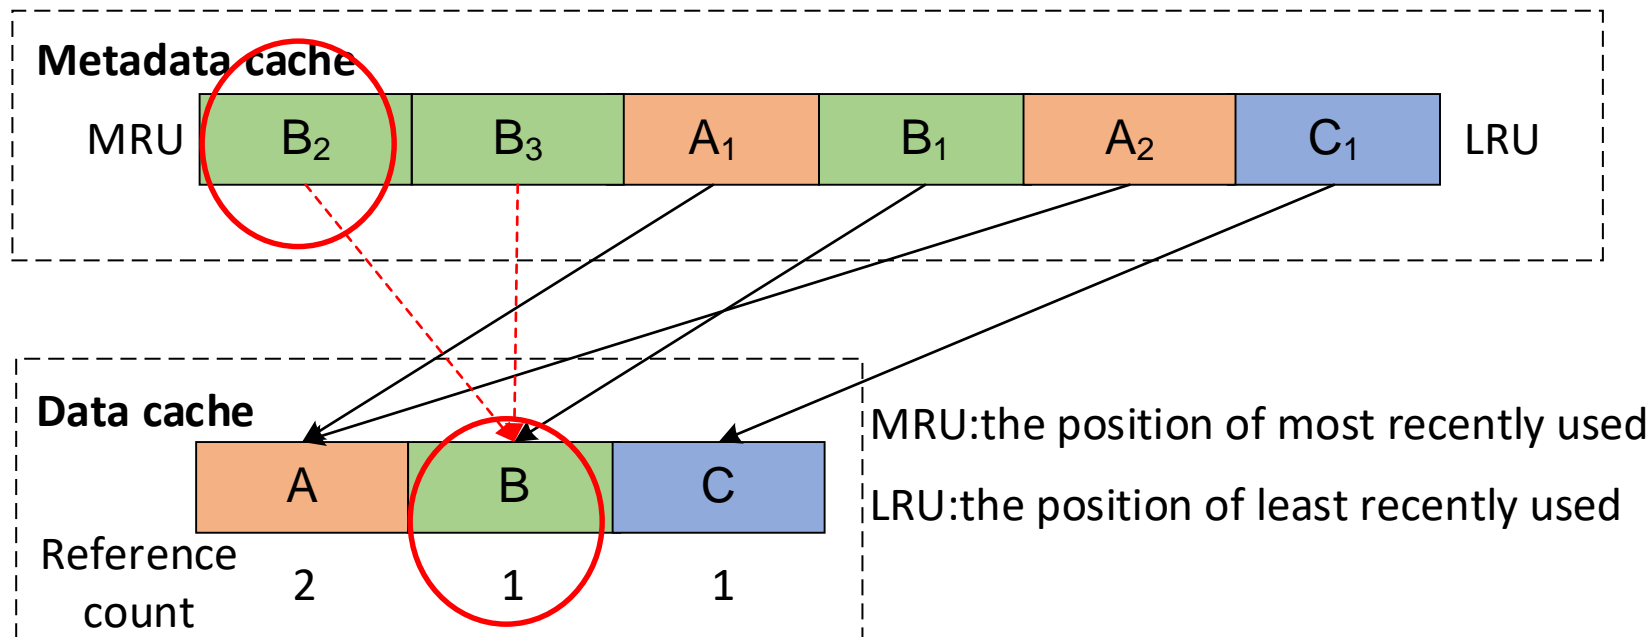 Metadata cache
MRU B₂ B₃ A₁ B₁ A₂ C₁ LRU
Data cache
A B C
Reference count 2 1 1
MRU:the position of most recently used
LRU:the position of least recently used